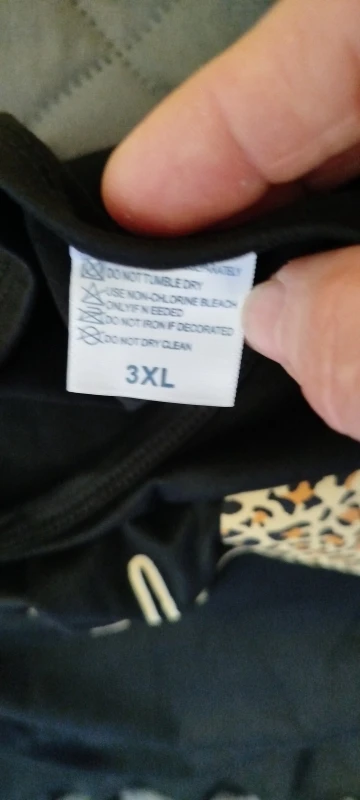 SEPARATELY
DO NOT TUMBLE DRY
USE NON-CHLORINE BLEACH
ONLY IF NEEDED
DO NOT IRON IF DECORATED
DO NOT DRY CLEAN
3XL